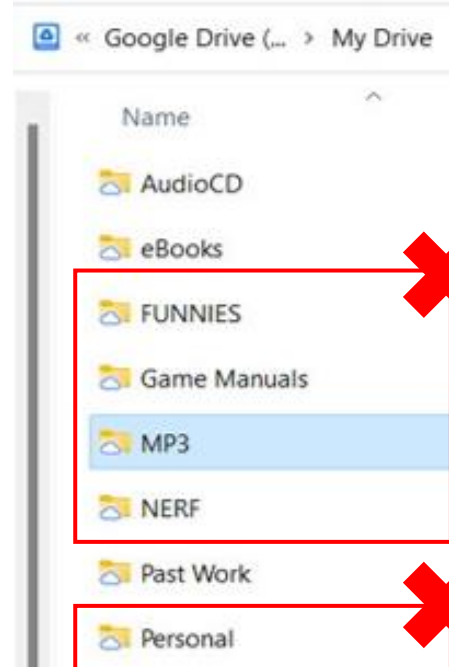 « Google Drive (... > My Drive
Name
AudioCD
eBooks
FUNNIES
Game Manuals
MP3
NERF
Past Work
Personal